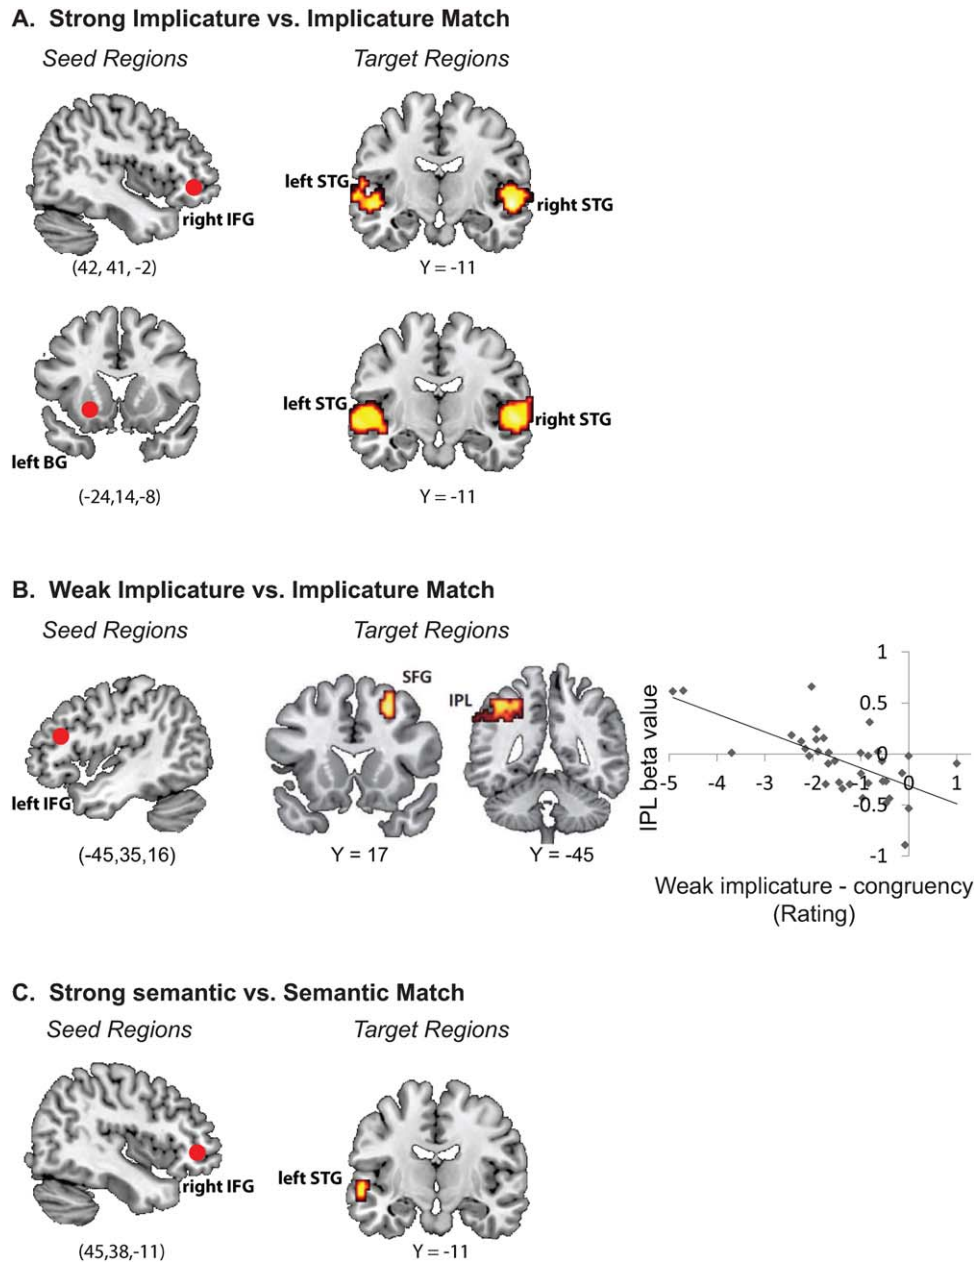 A. Strong Implicature vs. Implicature Match
Seed Regions
Target Regions
left STG
right STG
right IFG
(42, 41, -2)
Y = -11
left STG
right STG
left BG
(-24,14,-8)
Y = -11
B. Weak Implicature vs. Implicature Match
Seed Regions
Target Regions
SFG
IPL
left IFG
(-45,35,16)
Y = 17
Y = -45
IPL beta value
1
0.5
0
-0.5
-1
-5 -4 -3 -2 -1 0 1
Weak implicature - congruency
(Rating)
C. Strong semantic vs. Semantic Match
Seed Regions
Target Regions
left STG
right IFG
(45,38,-11)
Y = -11